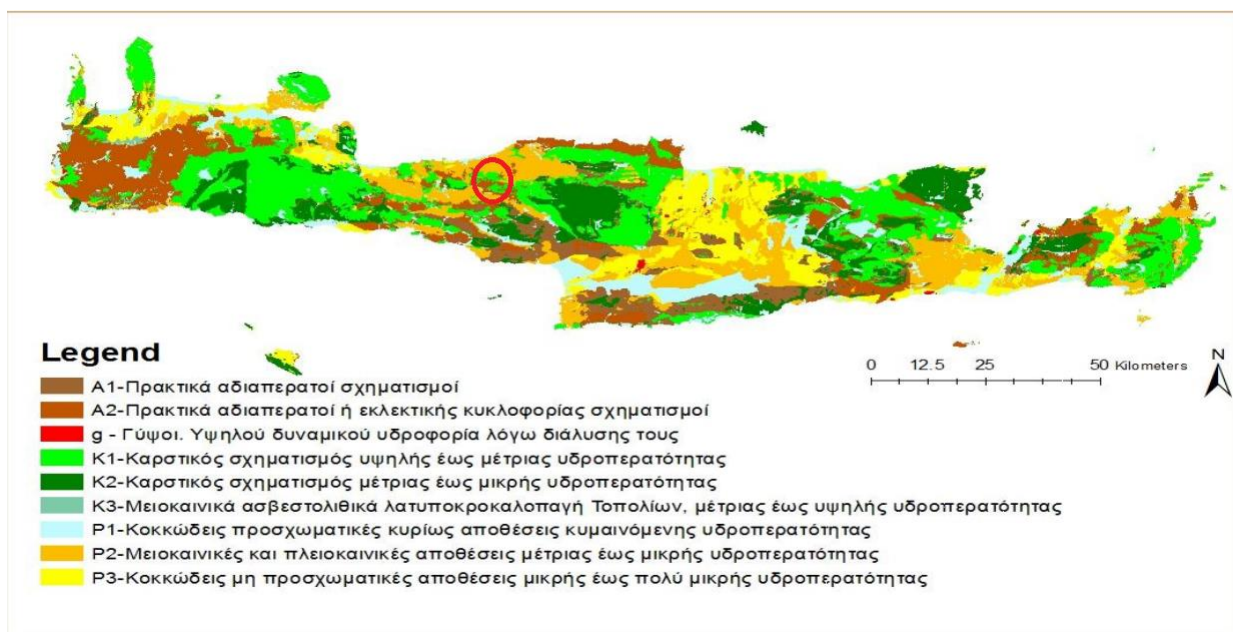 Legend
A1-Πρακτικά αδιαπερατοί σχηματισμοί
A2-Πρακτικά αδιαπερατοί ή εκλεκτικής κυκλοφορίας σχηματισμοί
g - Γύψοι. Υψηλού δυναμικού υδροφορία λόγω διάλυσης τους
K1-Καρστικός σχηματισμός υψηλής έως μέτριας υδροπερατότητας
K2-Καρστικός σχηματισμός μέτριας έως μικρής υδροπερατότητας
K3-Μειοκαινικά ασβεστολιθικά λατυποκροκαλοπαγή Τοπολίων, μέτριας έως υψηλής υδροπερατότητας
P1-Κοκκώδεις προσχωματικές κυρίως αποθέσεις κυμαινόμενης υδροπερατότητας
P2-Μειοκαινικές και πλειοκαινικές αποθέσεις μέτριας έως μικρής υδροπερατότητας
P3-Κοκκώδεις μη προσχωματικές αποθέσεις μικρής έως πολύ μικρής υδροπερατότητας
0 12.5 25 50 Kilometers
N